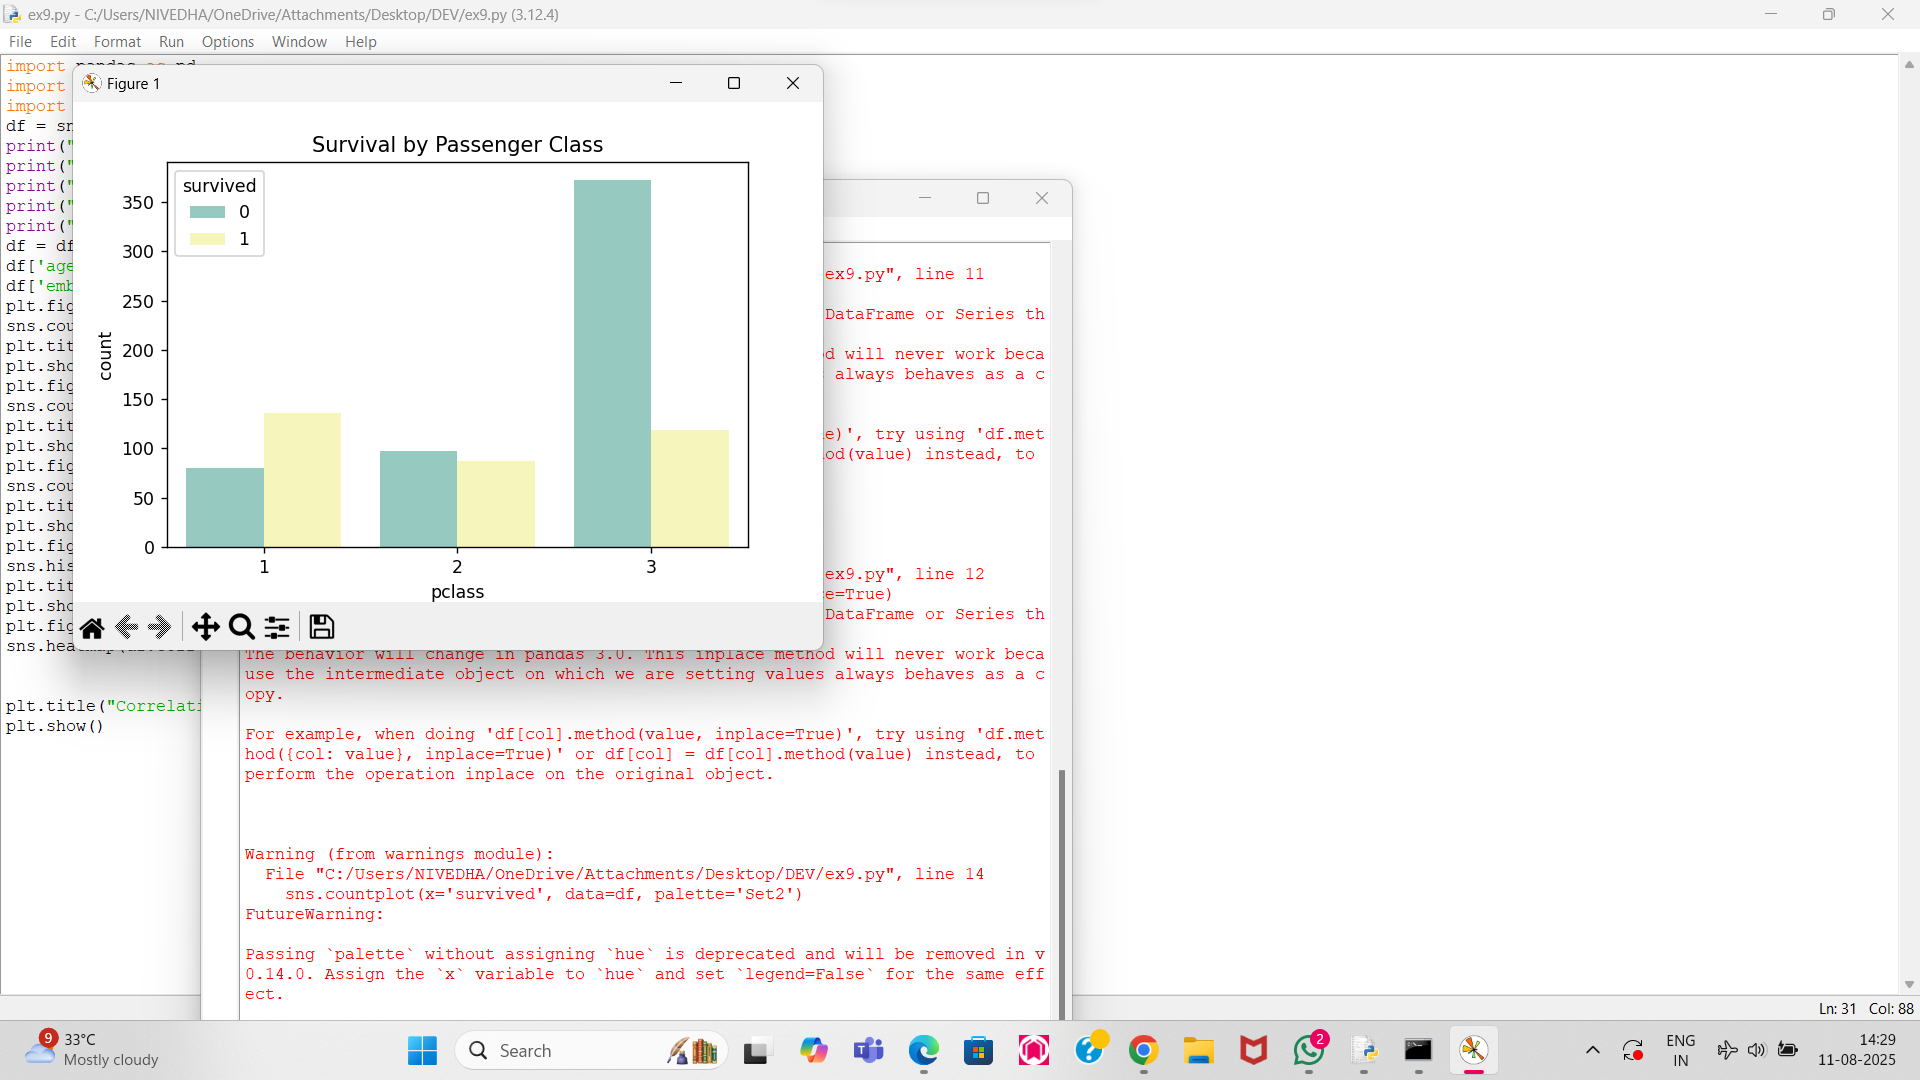 ex9.py - C:/Users/NIVEDHA/OneDrive/Attachments/Desktop/DEV/ex9.py (3.12.4)
File Edit Format Run Options Window Help
import
import
import
df = sn
print("
print("
print("
print("
print("
df = df
df['age
df['emb
plt.fig
sns.cou
plt.tit
plt.sho
plt.fig
sns.cou
plt.tit
plt.sho
plt.fig
sns.cou
plt.tit
plt.sho
plt.fig
sns.his
plt.tit
plt.sho
plt.fig
sns.hea
plt.title("Correlati
plt.show()
Figure 1
Survival by Passenger Class
survived
0
1
350
300
250
200
150
100
50
0
count
1 2 3
pclass
ex9.py", line 11
DataFrame or Series th
d will never work beca
always behaves as a c
e)', try using 'df.met
od(value) instead, to
ex9.py", line 12
ce=True)
DataFrame or Series th
The behavior will change in pandas 3.0. This inplace method will never work beca
use the intermediate object on which we are setting values always behaves as a c
opy.
For example, when doing 'df[col].method(value, inplace=True)', try using 'df.met
hod({col: value}, inplace=True)' or df[col] = df[col].method(value) instead, to
perform the operation inplace on the original object.
Warning (from warnings module):
File "C:/Users/NIVEDHA/OneDrive/Attachments/Desktop/DEV/ex9.py", line 14
sns.countplot(x='survived', data=df, palette='Set2')
FutureWarning:
Passing `palette` without assigning `hue` is deprecated and will be removed in v
0.14.0. Assign the `x` variable to `hue` and set `legend=False` for the same eff
ect.
Ln: 31 Col: 88
9
33°C
Mostly cloudy
Search
2
ENG
IN
14:29
11-08-2025